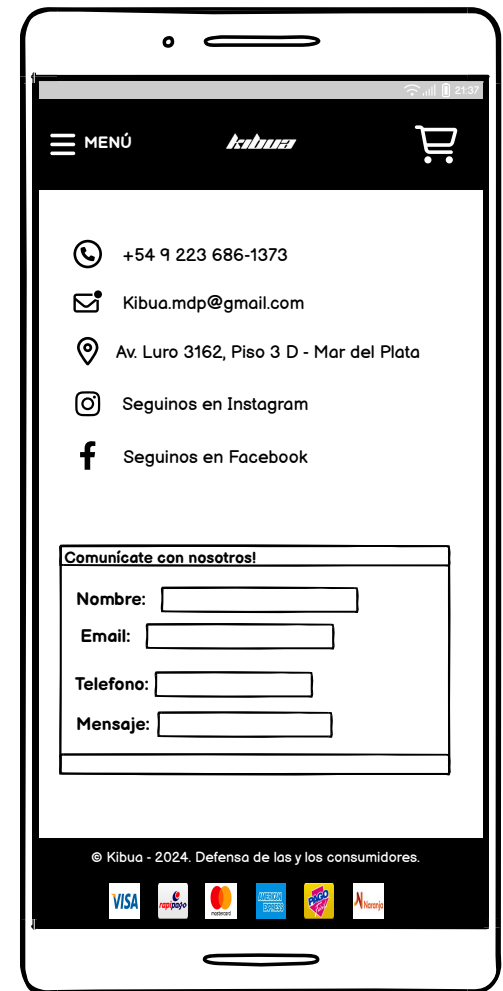 21:37
MENÚ
kibua
+54 9 223 686-1373
Kibua.mdp@gmail.com
Av. Luro 3162, Piso 3 D - Mar del Plata
Seguinos en Instagram
Seguinos en Facebook
Comunícate con nosotros!
Nombre:
Email:
Telefono:
Mensaje:
© Kibua - 2024. Defensa de las y los consumidores.
VISA rapipago mastercard AMERICAN EXPRESS PAGO FACIL Naranja